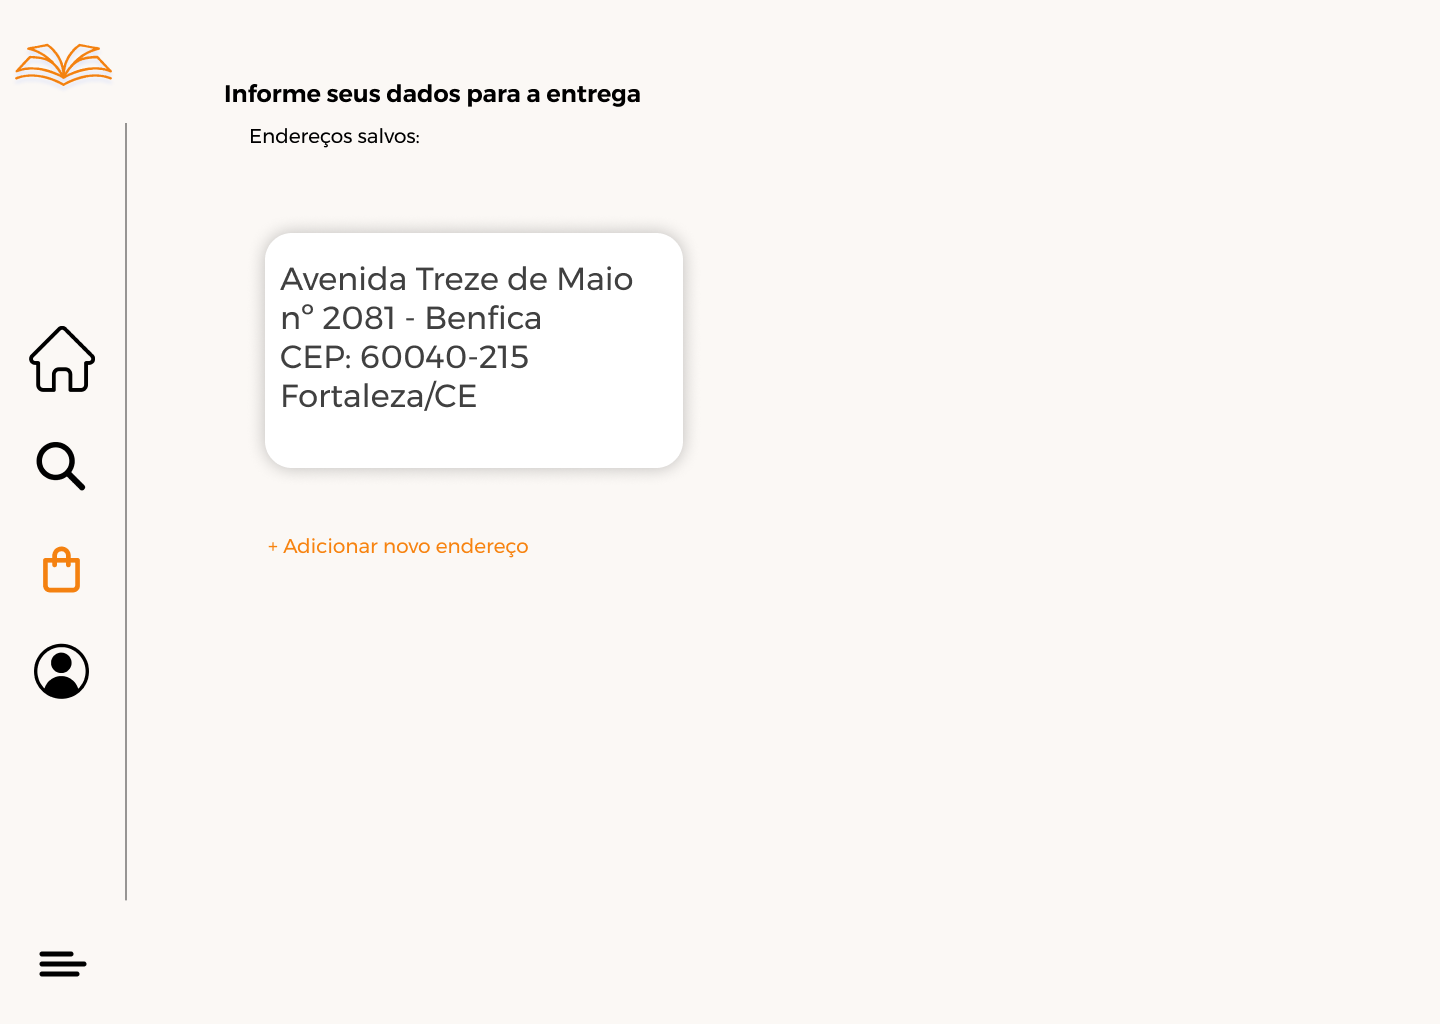 Informe seus dados para a entrega
Endereços salvos:
Avenida Treze de Maio
nº 2081 - Benfica
CEP: 60040-215
Fortaleza/CE
+ Adicionar novo endereço